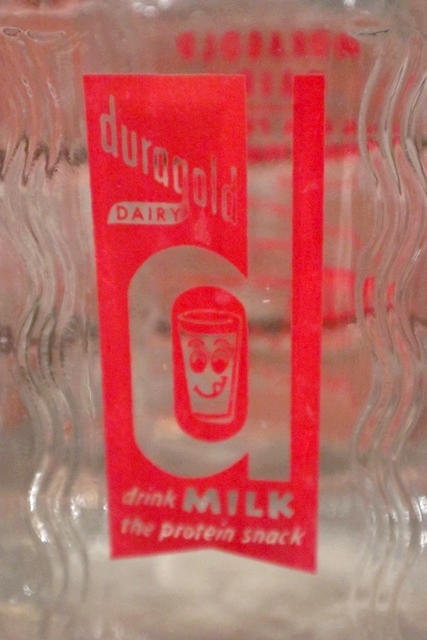 duragold
DAIRY
d
drink MILK
the protein snack